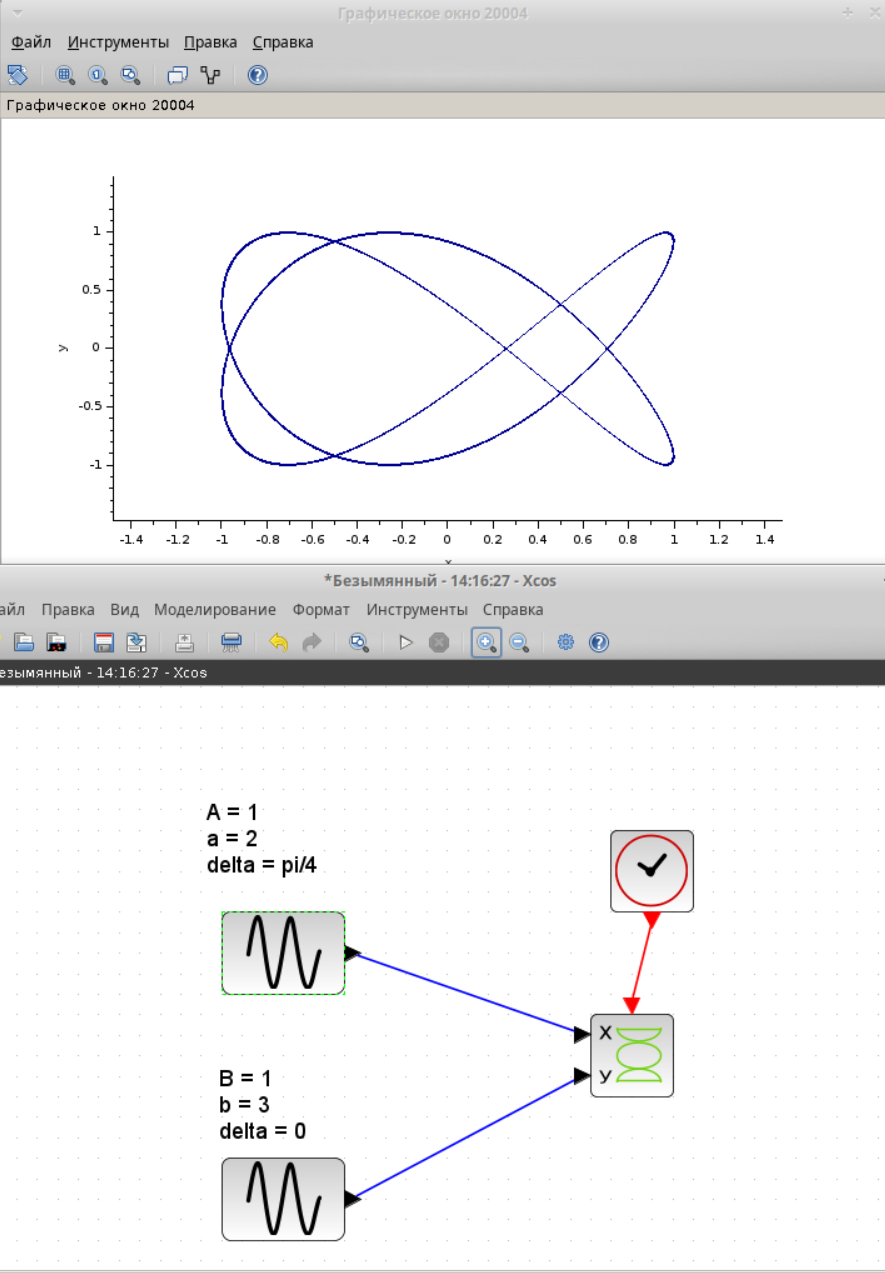 Графическое окно 20004
Файл Инструменты Правка Справка
Графическое окно 20004
1
0.5
0
-0.5
-1
y
-1.4 -1.2 -1 -0.8 -0.6 -0.4 -0.2 0 0.2 0.4 0.6 0.8 1 1.2 1.4
x
*Безымянный - 14:16:27 - Xcos
айл Правка Вид Моделирование Формат Инструменты Справка
езымянный - 14:16:27 - Xcos
A = 1
a = 2
delta = pi/4
X
y
B = 1
b = 3
delta = 0